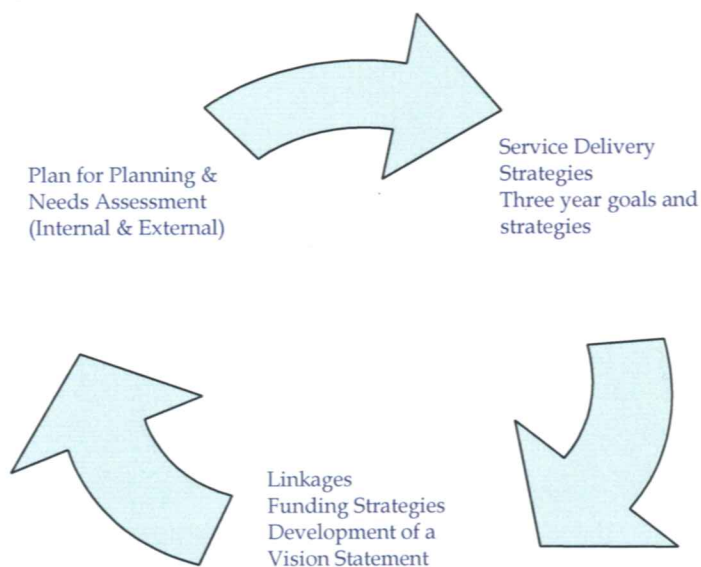 Plan for Planning &
Needs Assessment
(Internal & External)
Service Delivery
Strategies
Three year goals and
strategies
Linkages
Funding Strategies
Development of a
Vision Statement